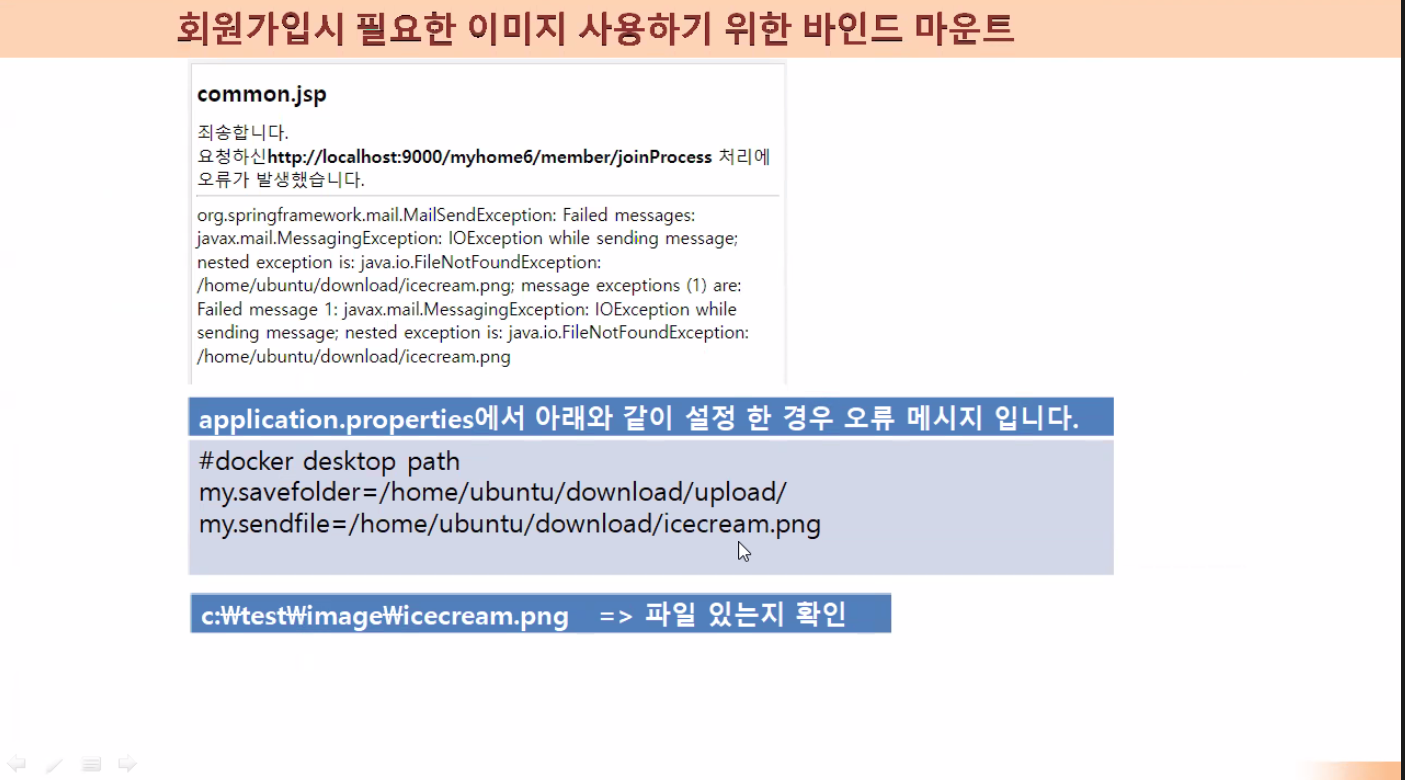 회원가입시 필요한 이미지 사용하기 위한 바인드 마운트
common.jsp
죄송합니다.
요청하신http://localhost:9000/myhome6/member/joinProcess 처리에
오류가 발생했습니다.
org.springframework.mail.MailSendException: Failed messages:
javax.mail.MessagingException: IOException while sending message;
nested exception is: java.io.FileNotFoundException:
/home/ubuntu/download/icecream.png; message exceptions (1) are:
Failed message 1: javax.mail.MessagingException: IOException while
sending message; nested exception is: java.io.FileNotFoundException:
/home/ubuntu/download/icecream.png
application.properties에서 아래와 같이 설정 한 경우 오류 메시지 입니다.
#docker desktop path
my.savefolder=/home/ubuntu/download/upload/
my.sendfile=/home/ubuntu/download/icecream.png
c:₩test₩image₩icecream.png => 파일 있는지 확인